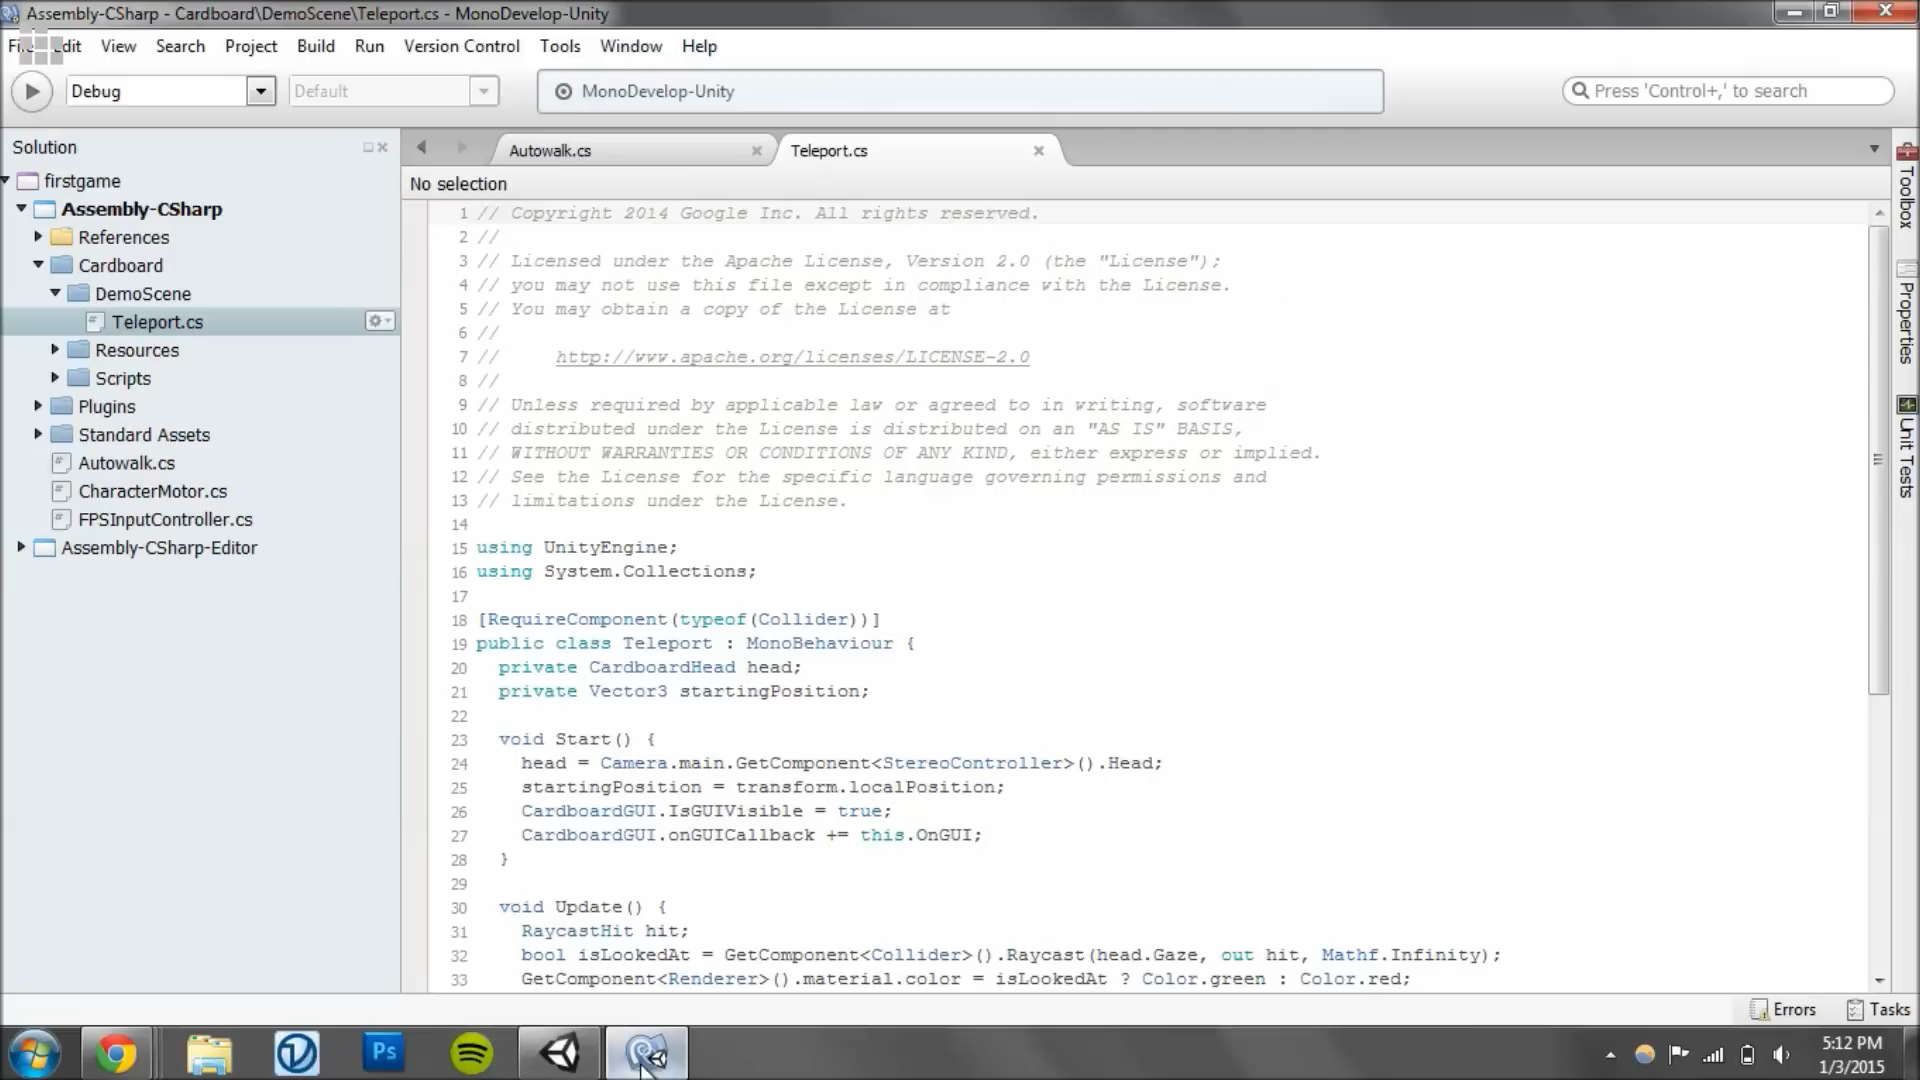 Assembly-CSharp - Cardboard\DemoScene\Teleport.cs - MonoDevelop-Unity
View Search Project Build Run Version Control Tools Window Help
Debug
Default
MonoDevelop-Unity
Press 'Control+,' to search
Solution
firstgame
Assembly-CSharp
References
Cardboard
DemoScene
Teleport.cs
Resources
Scripts
Plugins
Standard Assets
Autowalk.cs
CharacterMotor.cs
FPSInputController.cs
Assembly-CSharp-Editor
Autowalk.cs
Teleport.cs
No selection
1 // Copyright 2014 Google Inc. All rights reserved.
2 //
3 // Licensed under the Apache License, Version 2.0 (the "License");
4 // you may not use this file except in compliance with the License.
5 // You may obtain a copy of the License at
6 //
7 // http://www.apache.org/licenses/LICENSE-2.0
8 //
9 // Unless required by applicable law or agreed to in writing, software
10 // distributed under the License is distributed on an "AS IS" BASIS,
11 // WITHOUT WARRANTIES OR CONDITIONS OF ANY KIND, either express or implied.
12 // See the License for the specific language governing permissions and
13 // limitations under the License.
14
15 using UnityEngine;
16 using System.Collections;
17
18 [RequireComponent(typeof(Collider))]
19 public class Teleport : MonoBehaviour {
20 private CardboardHead head;
21 private Vector3 startingPosition;
22
23 void Start() {
24 head = Camera.main.GetComponent<StereoController>().Head;
25 startingPosition = transform.localPosition;
26 CardboardGUI.IsGUIVisible = true;
27 CardboardGUI.onGUICallback += this.OnGUI;
28 }
29
30 void Update() {
31 RaycastHit hit;
32 bool isLookedAt = GetComponent<Collider>().Raycast(head.Gaze, out hit, Mathf.Infinity);
33 GetComponent<Renderer>().material.color = isLookedAt ? Color.green : Color.red;
Toolbox
Properties
Unit Tests
Errors
Tasks
Ps
5:12 PM
1/3/2015